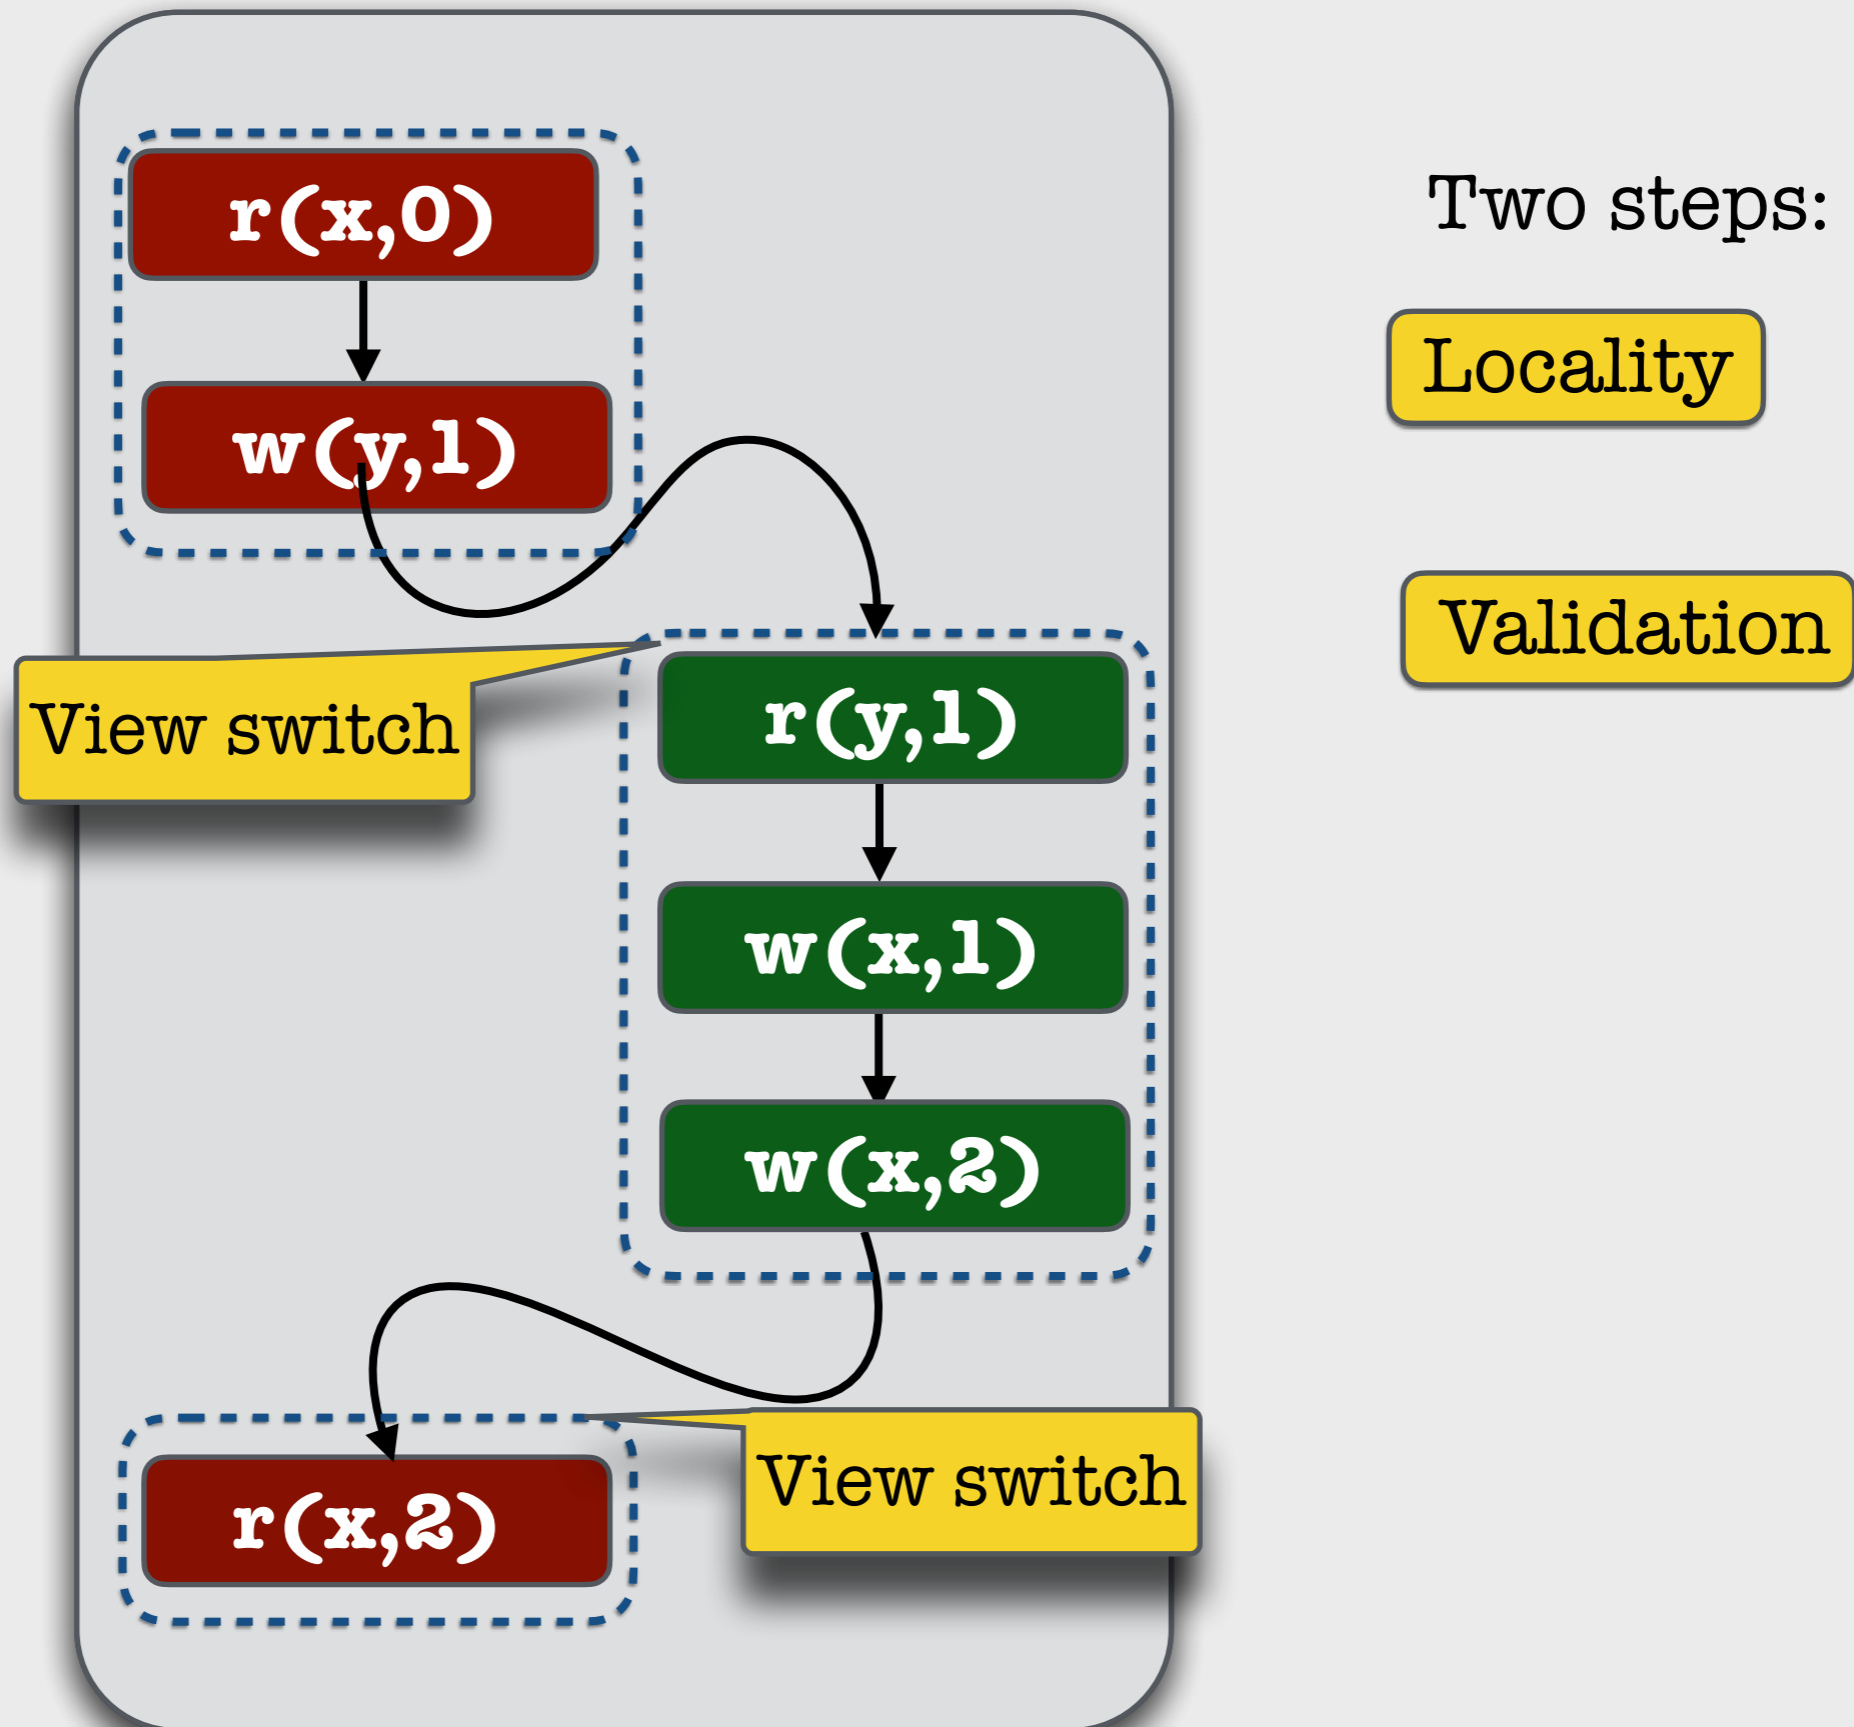 r(x,0)
w(y,1)
View switch
r(y,1)
w(x,1)
w(x,2)
View switch
r(x,2)
Two steps:
Locality
Validation